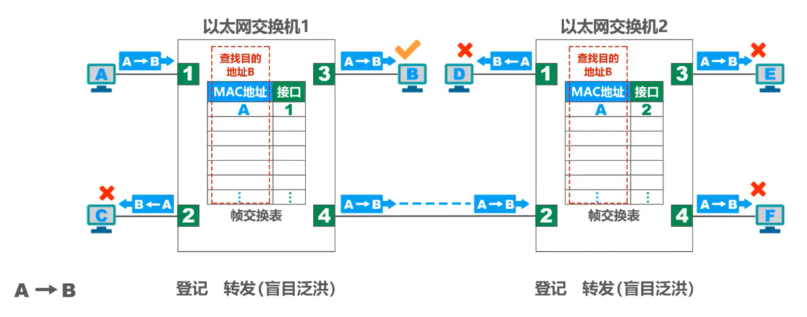 以太网交换机1
以太网交换机2
A→B
查找目的
地址B
A→B
B←A
查找目的
地址B
A→B
A
1
3
B
D
1
3
E
MAC地址
接口
MAC地址
接口
A
1
A
2
B←A
A→B
A→B
A→B
C
2
4
2
4
F
帧交换表
帧交换表
A→B
登记 转发(盲目泛洪)
登记 转发(盲目泛洪)